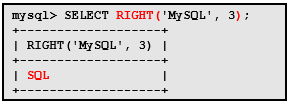 mysql> SELECT RIGHT('MySQL', 3);
+-------------------+
| RIGHT('MySQL', 3) |
+-------------------+
| SQL               |
+-------------------+